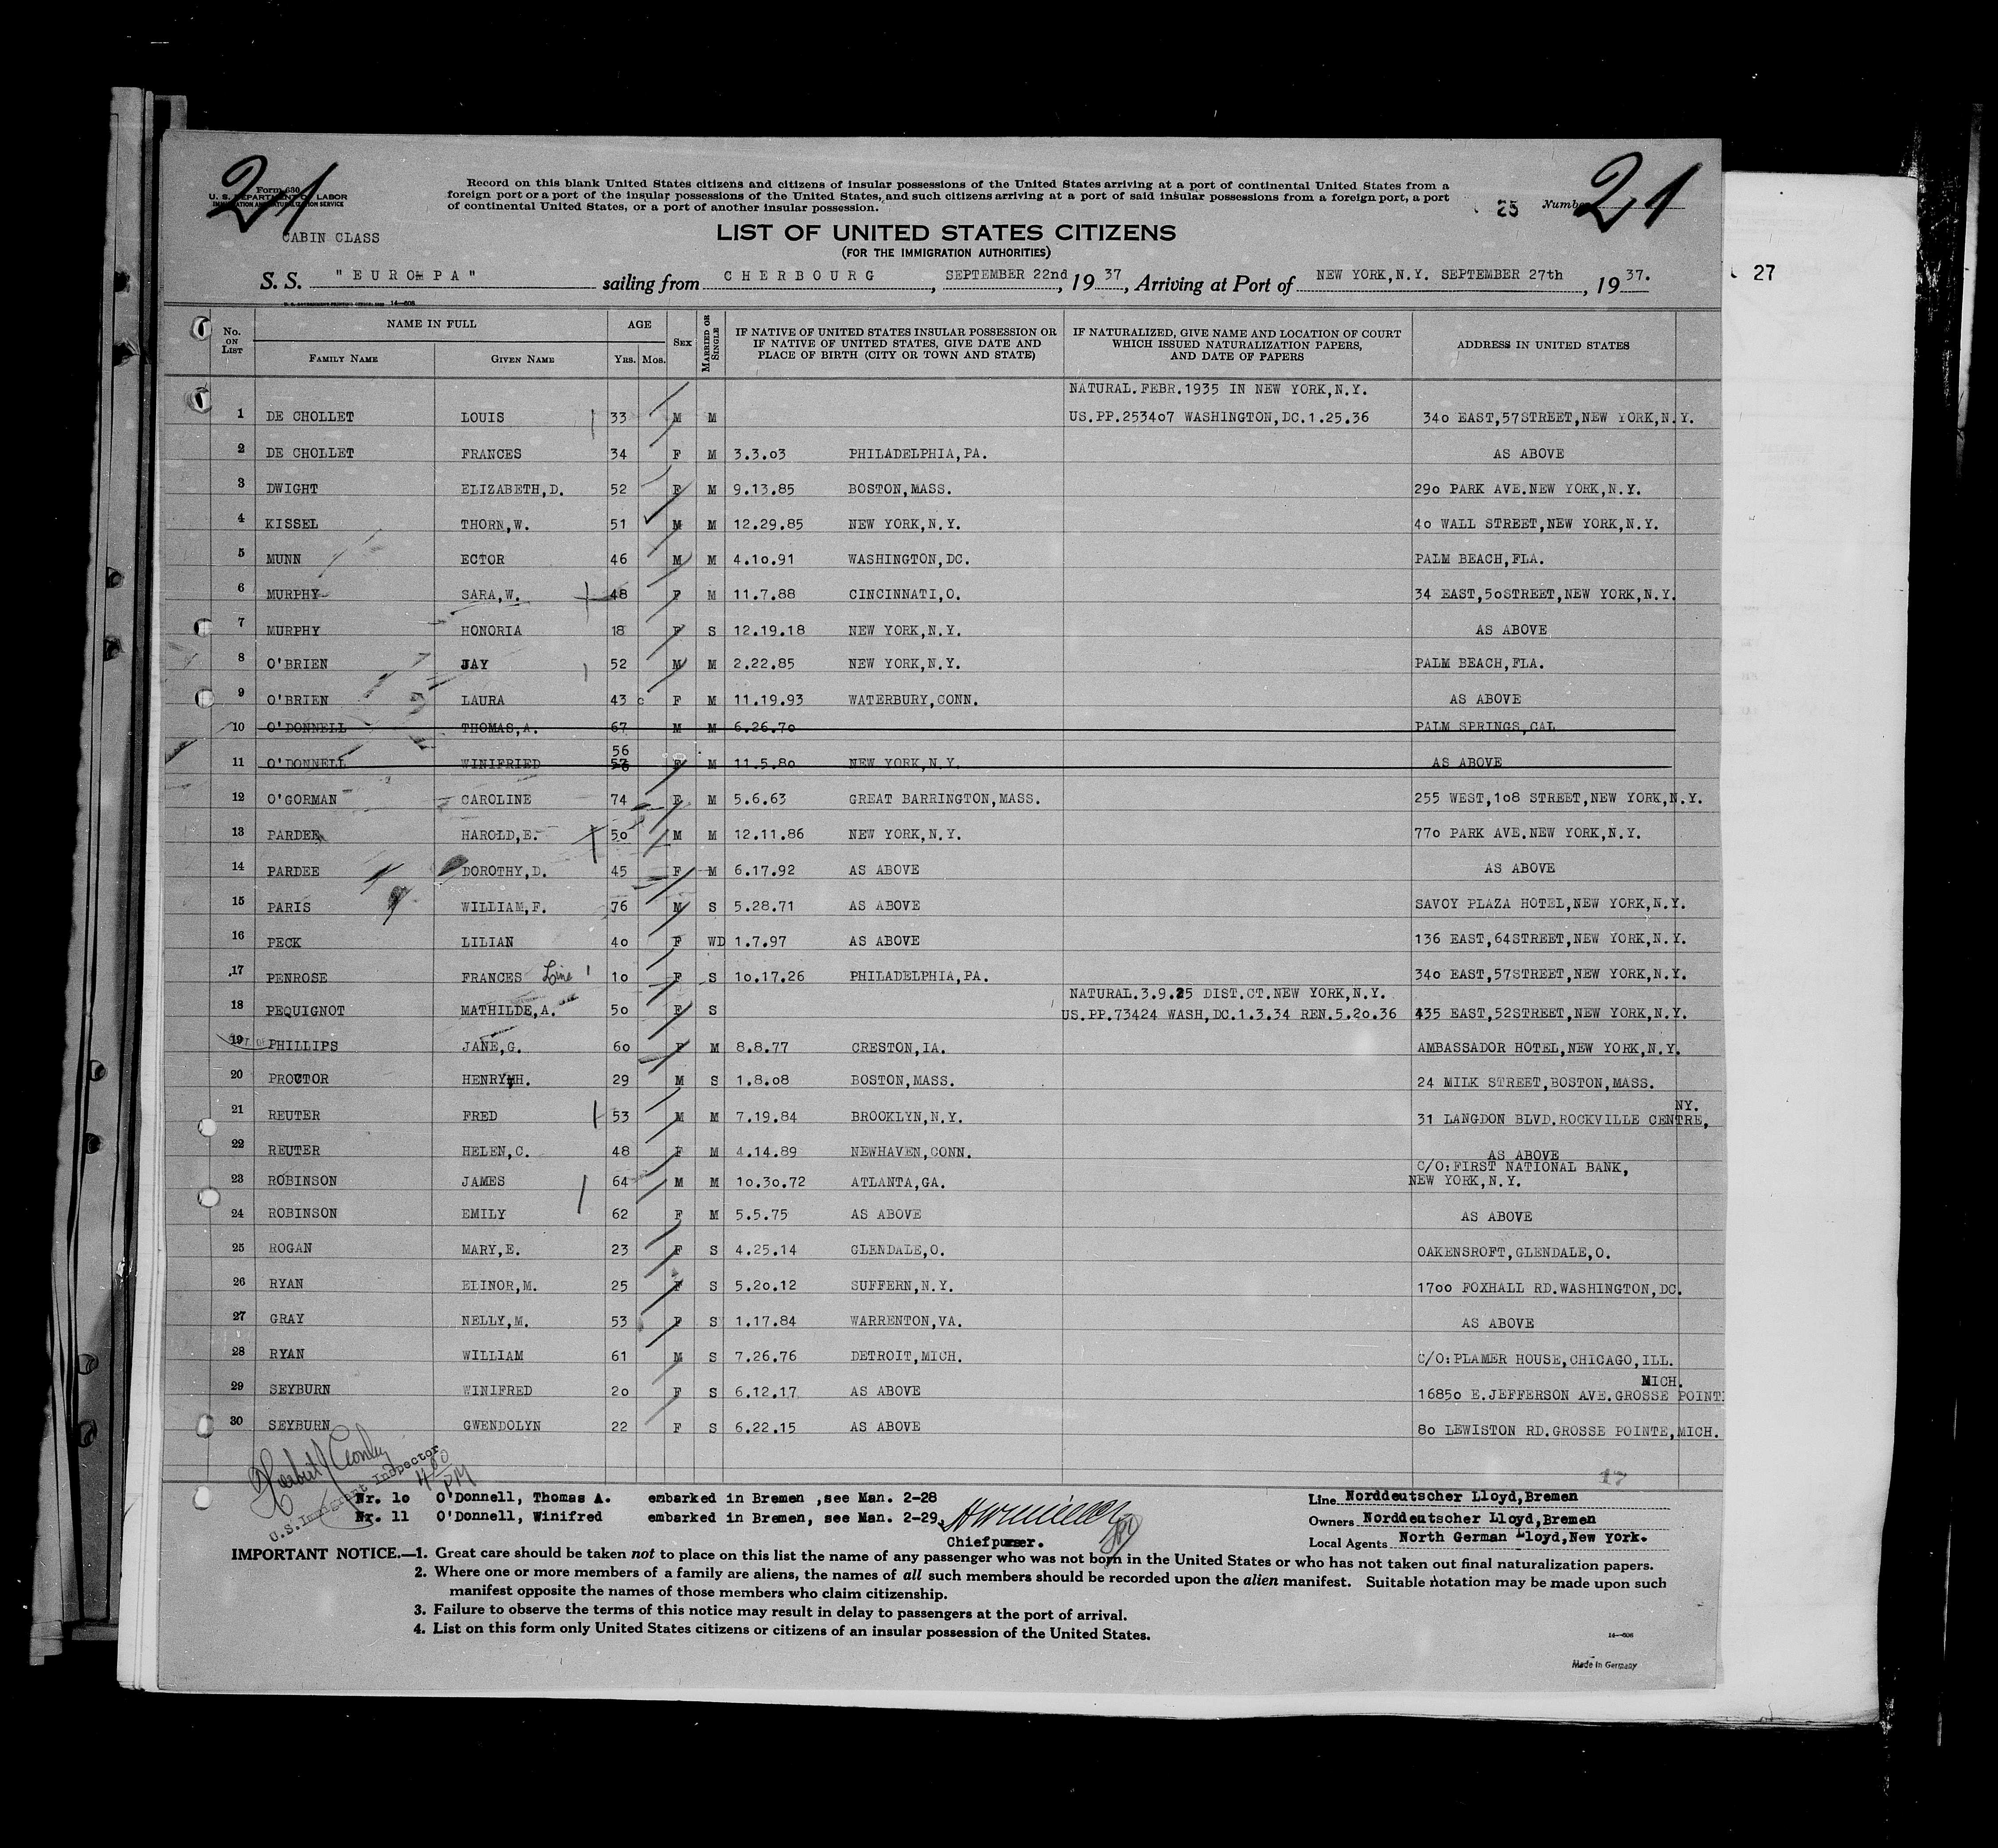 21
21
Form 630
U. S. DEPARTMENT OF LABOR
IMMIGRATION AND NATURALIZATION SERVICE
Record on this blank United States citizens and citizens of insular possessions of the United States arriving at a port of continental United States from a
foreign port or a port of the insular possessions of the United States, and such citizens arriving at a port of said insular possessions from a foreign port, a port
of continental United States, or a port of another insular possession.
25 Number
CABIN CLASS
LIST OF UNITED STATES CITIZENS
(FOR THE IMMIGRATION AUTHORITIES)
27
S. S. "EUROPA" sailing from CHERBOURG, SEPTEMBER 22nd, 1937, Arriving at Port of NEW YORK,N.Y. SEPTEMBER 27th, 1937.
No. ON LIST NAME IN FULL FAMILY NAME GIVEN NAME AGE YRS. MOS. SEX MARRIED OR SINGLE IF NATIVE OF UNITED STATES INSULAR POSSESSION OR IF NATIVE OF UNITED STATES, GIVE DATE AND PLACE OF BIRTH (CITY OR TOWN AND STATE) IF NATURALIZED, GIVE NAME AND LOCATION OF COURT WHICH ISSUED NATURALIZATION PAPERS, AND DATE OF PAPERS ADDRESS IN UNITED STATES
NATURAL.FEBR.1935 IN NEW YORK,N.Y.
1 DE CHOLLET LOUIS 33 M M US.PP.253407 WASHINGTON,DC.1.25.36 340 EAST,57STREET,NEW YORK,N.Y.
2 DE CHOLLET FRANCES 34 F M 3.3.03 PHILADELPHIA,PA. AS ABOVE
3 DWIGHT ELIZABETH,D. 52 F M 9.13.85 BOSTON,MASS. 290 PARK AVE.NEW YORK,N.Y.
4 KISSEL THORN,W. 51 M M 12.29.85 NEW YORK,N.Y. 40 WALL STREET,NEW YORK,N.Y.
5 MUNN ECTOR 46 M M 4.10.91 WASHINGTON,DC. PALM BEACH,FLA.
6 MURPHY SARA,W. 48 F M 11.7.88 CINCINNATI,O. 34 EAST,50STREET,NEW YORK,N.Y.
7 MURPHY HONORIA 18 F S 12.19.18 NEW YORK,N.Y. AS ABOVE
8 O'BRIEN JAY 52 M M 2.22.85 NEW YORK,N.Y. PALM BEACH,FLA.
9 O'BRIEN LAURA 43 F M 11.19.93 WATERBURY,CONN. AS ABOVE
10 O'DONNELL THOMAS,A. 67 M M 6.26.70 PALM SPRINGS,CAL
56
11 O'DONNELL WINIFRIED 57 F M 11.5.80 NEW YORK,N.Y. AS ABOVE
12 O'GORMAN CAROLINE 74 F M 5.6.63 GREAT BARRINGTON,MASS. 255 WEST,108 STREET,NEW YORK,N.Y.
13 PARDEE HAROLD,E. 50 M M 12.11.86 NEW YORK,N.Y. 770 PARK AVE.NEW YORK,N.Y.
14 PARDEE DOROTHY,D. 45 F M 6.17.92 AS ABOVE AS ABOVE
15 PARIS WILLIAM,F. 76 M S 5.28.71 AS ABOVE SAVOY PLAZA HOTEL,NEW YORK,N.Y.
16 PECK LILIAN 40 F WD 1.7.97 AS ABOVE 136 EAST,64STREET,NEW YORK,N.Y.
17 PENROSE FRANCES Line 1 10 F S 10.17.26 PHILADELPHIA,PA. 340 EAST,57STREET,NEW YORK,N.Y.
NATURAL.3.9.25 DIST.CT.NEW YORK,N.Y.
18 PEQUIGNOT MATHILDE,A. 50 F S US.PP.73424 WASH,DC.1.3.34 REN.5.20.36 435 EAST,52STREET,NEW YORK,N.Y.
19 PHILLIPS JANE,G. 60 F M 8.8.77 CRESTON,IA. AMBASSADOR HOTEL,NEW YORK,N.Y.
20 PROCTOR HENRY H. 29 M S 1.8.08 BOSTON,MASS. 24 MILK STREET,BOSTON,MASS.
NY.
21 REUTER FRED 53 M M 7.19.84 BROOKLYN,N.Y. 31 LANGDON BLVD.ROCKVILLE CENTRE,
22 REUTER HELEN,C. 48 F M 4.14.89 NEWHAVEN,CONN. AS ABOVE
C/O:FIRST NATIONAL BANK,
23 ROBINSON JAMES 64 M M 10.30.72 ATLANTA,GA. NEW YORK,N.Y.
24 ROBINSON EMILY 62 F M 5.5.75 AS ABOVE AS ABOVE
25 ROGAN MARY,E. 23 F S 4.25.14 GLENDALE,O. OAKENSROFT,GLENDALE,O.
26 RYAN ELINOR,M. 25 F S 5.20.12 SUFFERN,N.Y. 1700 FOXHALL RD.WASHINGTON,DC.
27 GRAY NELLY,M. 53 F S 1.17.84 WARRENTON,VA. AS ABOVE
28 RYAN WILLIAM 61 M S 7.26.76 DETROIT,MICH. C/O:PLAMER HOUSE,CHICAGO,ILL.
MICH.
29 SEYBURN WINIFRED 20 F S 6.12.17 AS ABOVE 16850 E.JEFFERSON AVE.GROSSE POINT
30 SEYBURN GWENDOLYN 22 F S 6.22.15 AS ABOVE 80 LEWISTON RD.GROSSE POINTE,MICH.
17
U.S. Immigrant Inspector
Nr. 10 O'Donnell, Thomas A. embarked in Bremen ,see Man. 2-28
Nr. 11 O'Donnell, Winifred embarked in Bremen, see Man. 2-29.
Chiefpurser.
Line Norddeutscher Lloyd,Bremen
Owners Norddeutscher Lloyd,Bremen
Local Agents North German Lloyd,New York.
IMPORTANT NOTICE.—1. Great care should be taken not to place on this list the name of any passenger who was not born in the United States or who has not taken out final naturalization papers.
2. Where one or more members of a family are aliens, the names of all such members should be recorded upon the alien manifest. Suitable notation may be made upon such
manifest opposite the names of those members who claim citizenship.
3. Failure to observe the terms of this notice may result in delay to passengers at the port of arrival.
4. List on this form only United States citizens or citizens of an insular possession of the United States.
14—606
Made in Germany